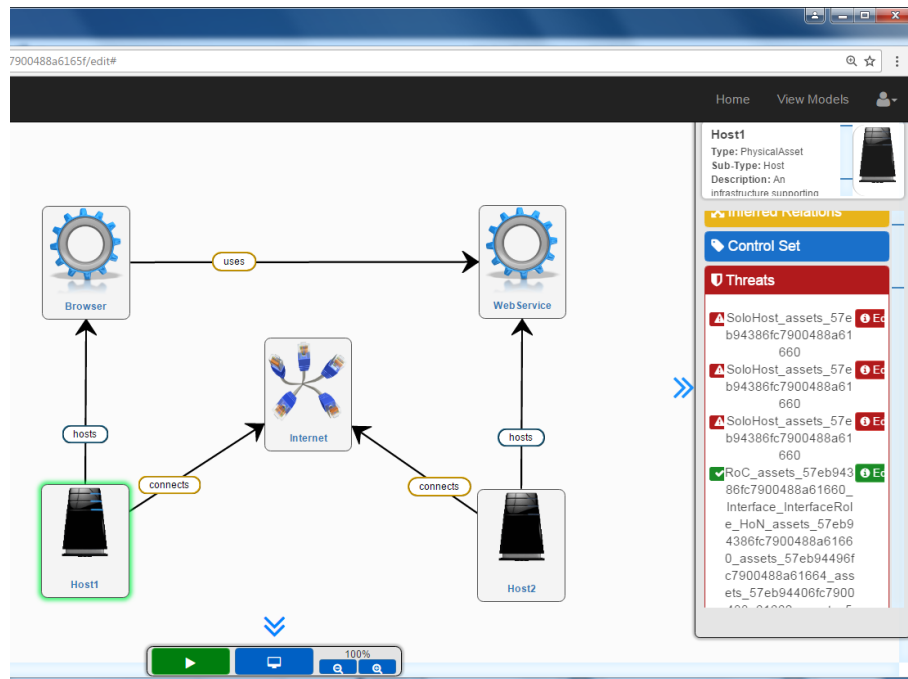 7900488a6165f/edit#
Home View Models
Host1
Type: PhysicalAsset
Sub-Type: Host
Description: An
infrastructure supporting
Inferred Relations
Control Set
Threats
SoloHost_assets_57e
b94386fc7900488a61
660
SoloHost_assets_57e
b94386fc7900488a61
660
SoloHost_assets_57e
b94386fc7900488a61
660
RoC_assets_57eb943
86fc7900488a61660_
Interface_InterfaceRol
e_HoN_assets_57eb9
4386fc7900488a6166
0_assets_57eb94496f
c7900488a61664_ass
ets_57eb94406fc7900
Browser
uses
WebService
hosts
Internet
hosts
connects
connects
Host1
Host2
100%